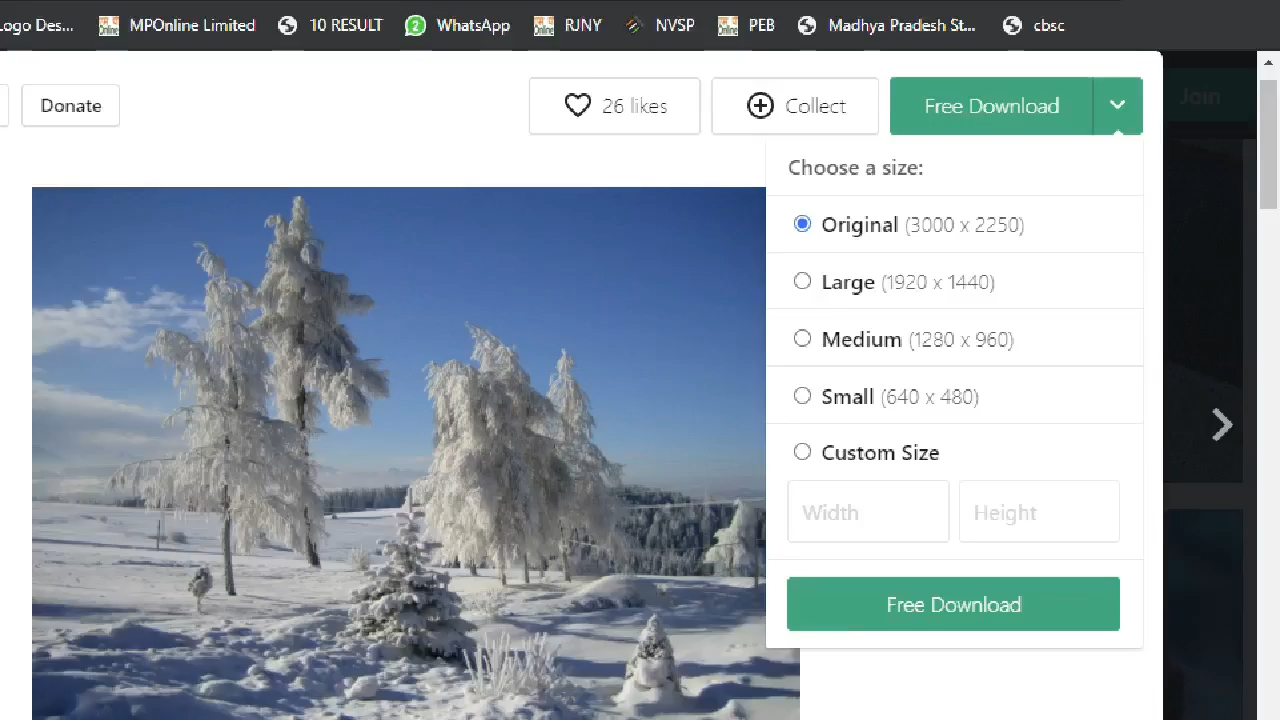 Logo Des... MPOnline Limited 10 RESULT WhatsApp RJNY NVSP PEB Madhya Pradesh St... cbsc
Donate 26 likes Collect Free Download Join
Choose a size:
Original (3000 x 2250)
Large (1920 x 1440)
Medium (1280 x 960)
Small (640 x 480)
Custom Size
Width Height
Free Download